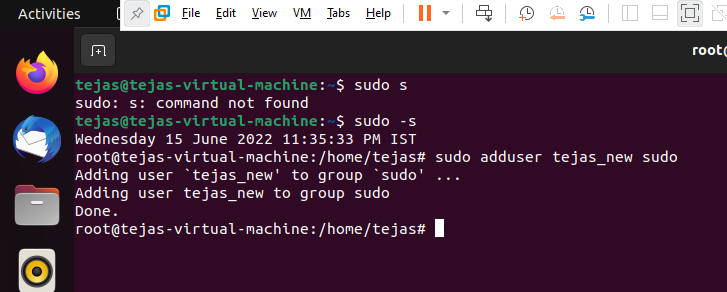 Activities
File Edit View VM Tabs Help
root@
tejas@tejas-virtual-machine:~$ sudo s
sudo: s: command not found
tejas@tejas-virtual-machine:~$ sudo -s
Wednesday 15 June 2022 11:35:33 PM IST
root@tejas-virtual-machine:/home/tejas# sudo adduser tejas_new sudo
Adding user `tejas_new' to group `sudo' ...
Adding user tejas_new to group sudo
Done.
root@tejas-virtual-machine:/home/tejas#